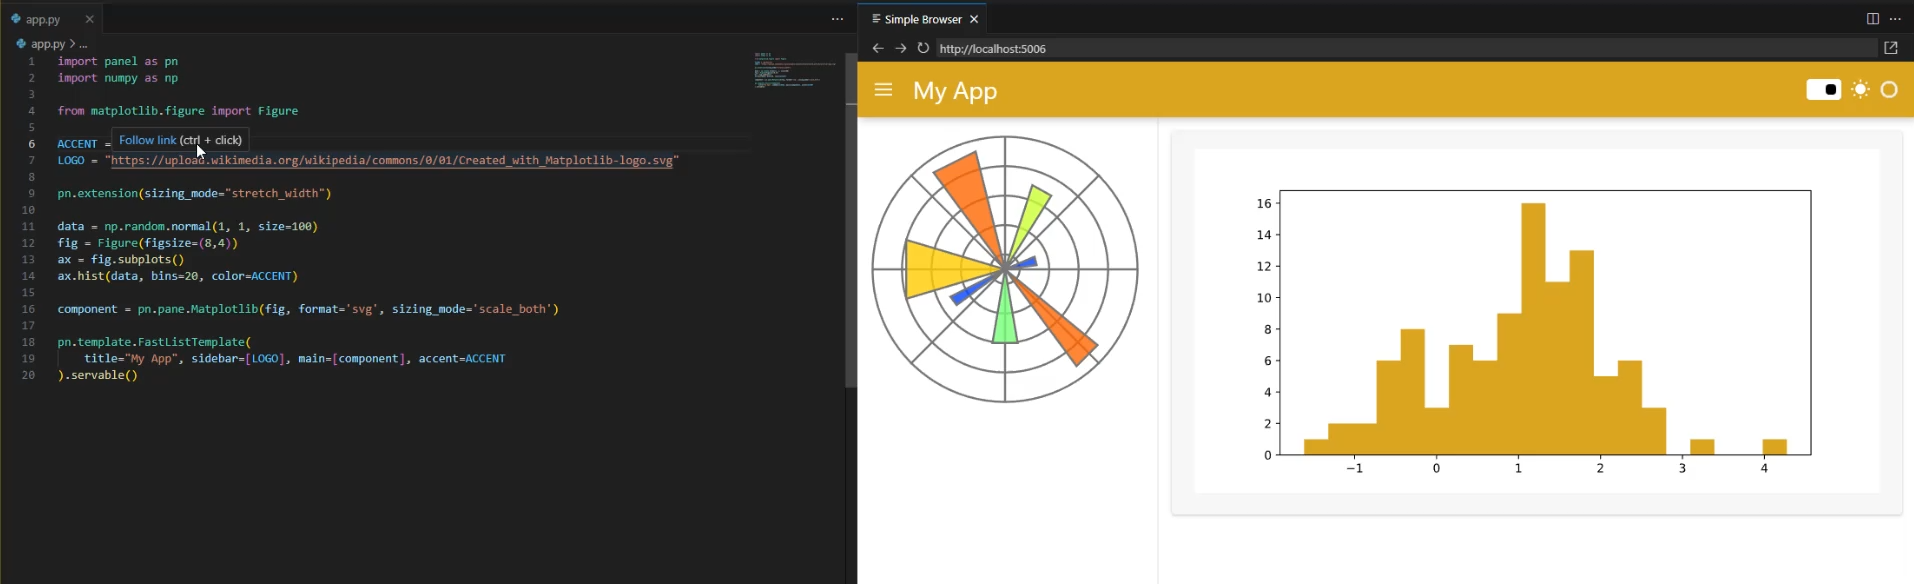 app.py
app.py > ...
1 import panel as pn
2 import numpy as np
3
4 from matplotlib.figure import Figure
5
6 ACCENT =
Follow link (ctrl + click)
7 LOGO = "https://upload.wikimedia.org/wikipedia/commons/0/01/Created_with_Matplotlib-logo.svg"
8
9 pn.extension(sizing_mode="stretch_width")
10
11 data = np.random.normal(1, 1, size=100)
12 fig = Figure(figsize=(8,4))
13 ax = fig.subplots()
14 ax.hist(data, bins=20, color=ACCENT)
15
16 component = pn.pane.Matplotlib(fig, format='svg', sizing_mode='scale_both')
17
18 pn.template.FastListTemplate(
19 title="My App", sidebar=[LOGO], main=[component], accent=ACCENT
20 ).servable()
Simple Browser
http://localhost:5006
My App
16
14
12
10
8
6
4
2
0
−1 0 1 2 3 4